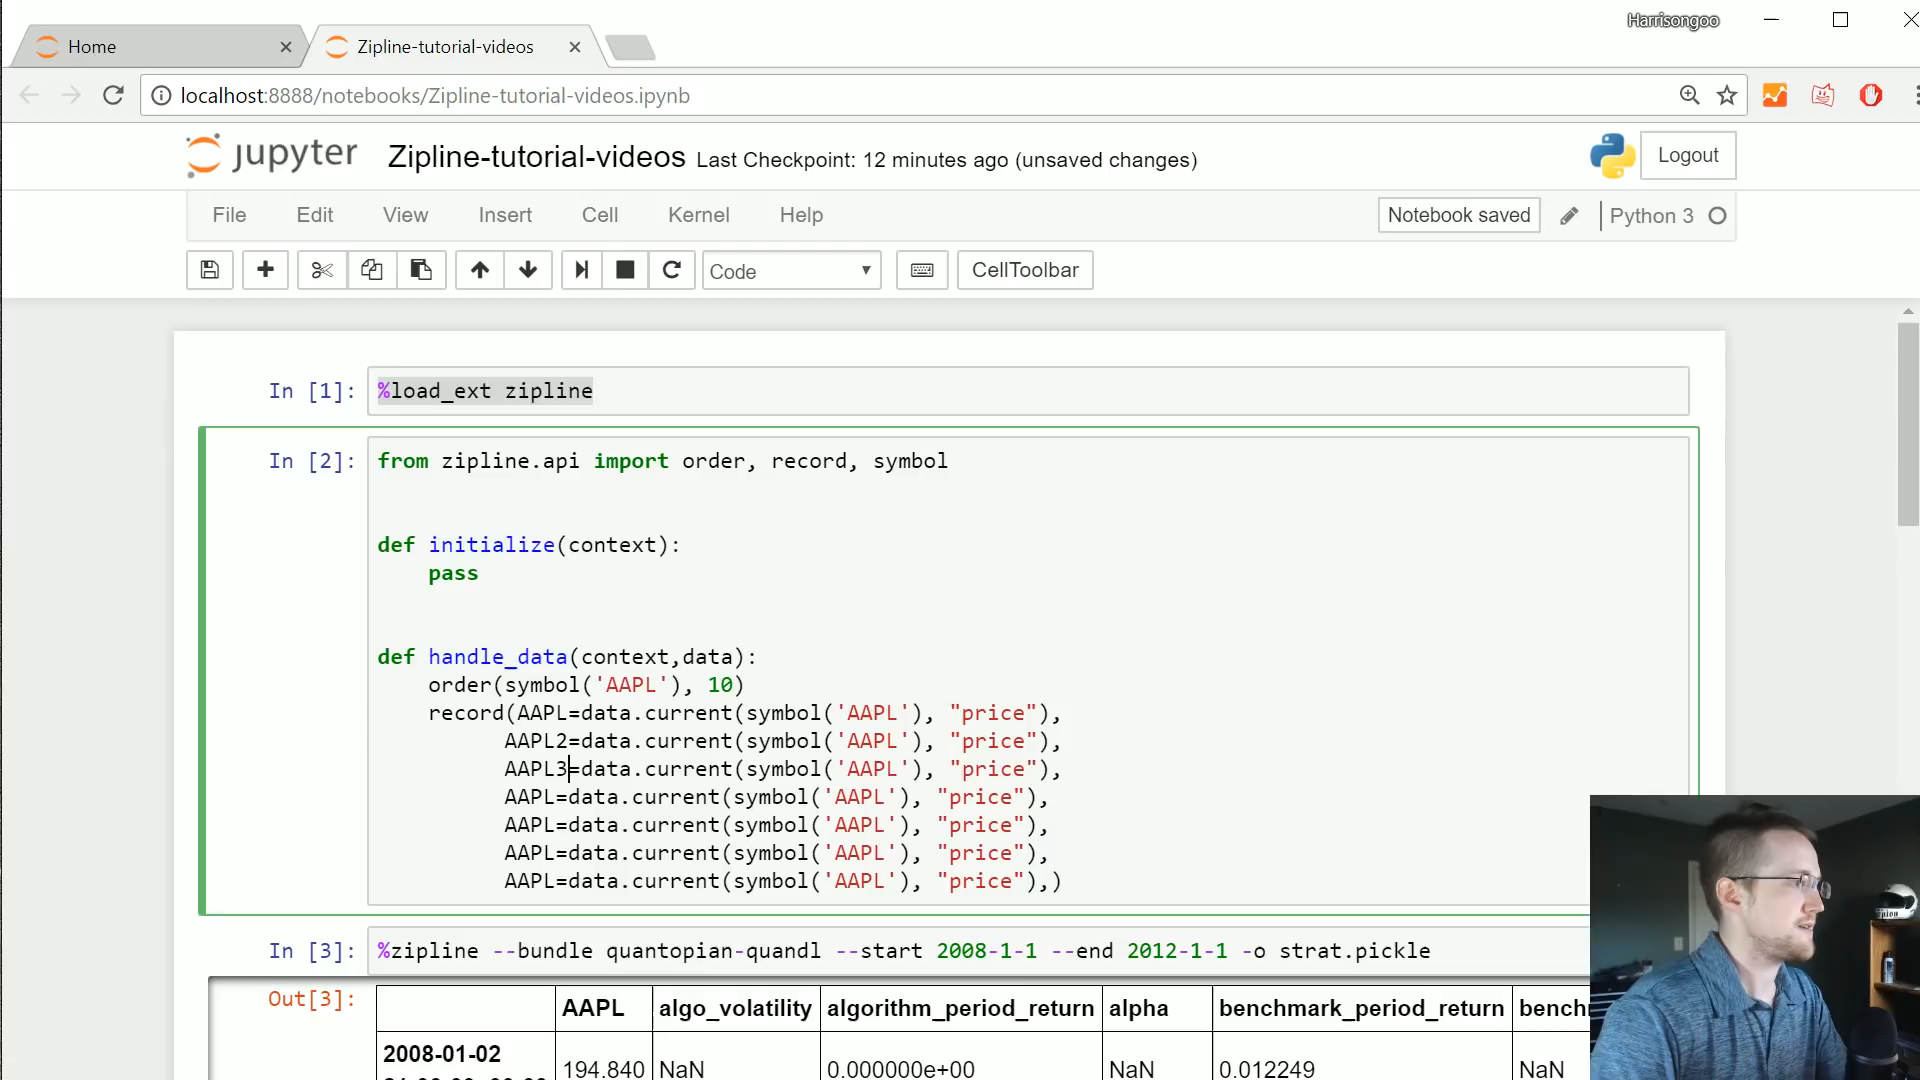 Harrisongoo
Home
Zipline-tutorial-videos
localhost:8888/notebooks/Zipline-tutorial-videos.ipynb
jupyter Zipline-tutorial-videos Last Checkpoint: 12 minutes ago (unsaved changes)
Logout
File Edit View Insert Cell Kernel Help
Notebook saved
Python 3
Code
CellToolbar
In [1]: %load_ext zipline
In [2]: from zipline.api import order, record, symbol
def initialize(context):
    pass
def handle_data(context,data):
    order(symbol('AAPL'), 10)
    record(AAPL=data.current(symbol('AAPL'), "price"),
          AAPL2=data.current(symbol('AAPL'), "price"),
          AAPL3=data.current(symbol('AAPL'), "price"),
          AAPL=data.current(symbol('AAPL'), "price"),
          AAPL=data.current(symbol('AAPL'), "price"),
          AAPL=data.current(symbol('AAPL'), "price"),
          AAPL=data.current(symbol('AAPL'), "price"),)
In [3]: %zipline --bundle quantopian-quandl --start 2008-1-1 --end 2012-1-1 -o strat.pickle
Out[3]:
AAPL algo_volatility algorithm_period_return alpha benchmark_period_return bench
2008-01-02
194.840 NaN 0.000000e+00 NaN 0.012249 NaN